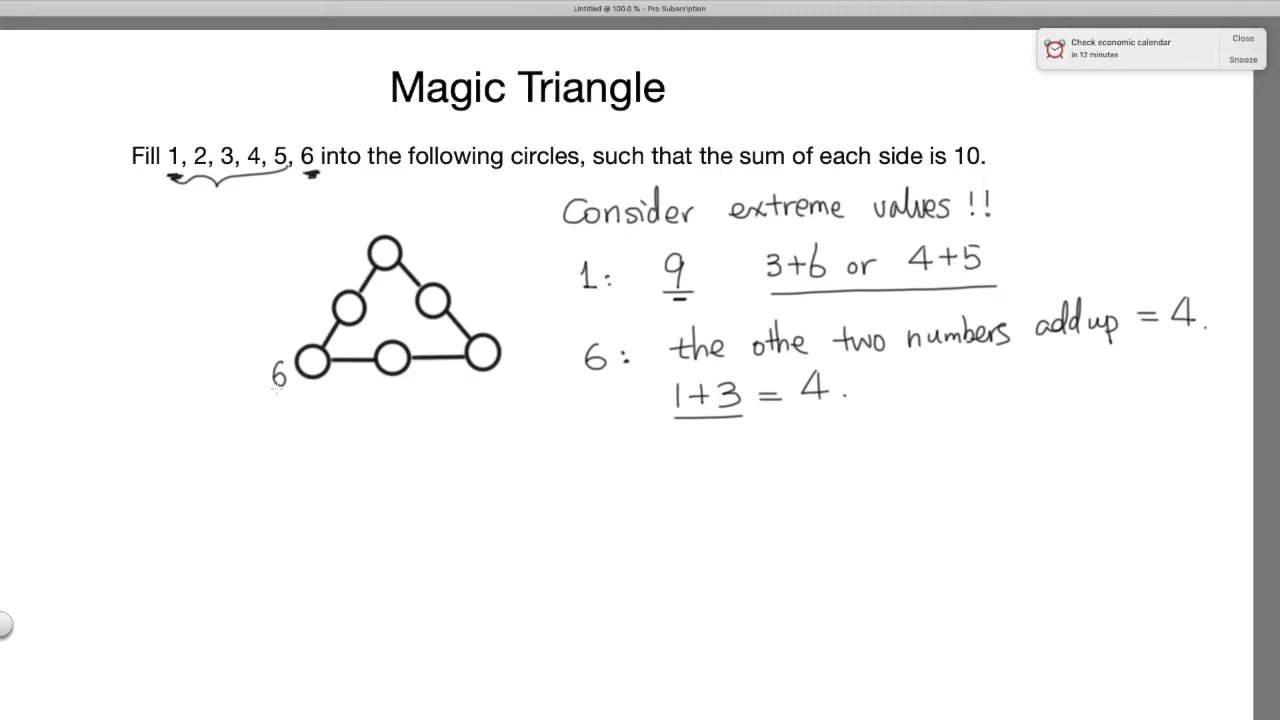 Untitled @ 100.0 % - Pro Subscription
Check economic calendar
in 12 minutes
Close
Snooze
Magic Triangle
Fill 1, 2, 3, 4, 5, 6 into the following circles, such that the sum of each side is 10.
Consider extreme values !!
1: 9 3+6 or 4+5
6: the othe two numbers add up = 4.
1+3 = 4.
6